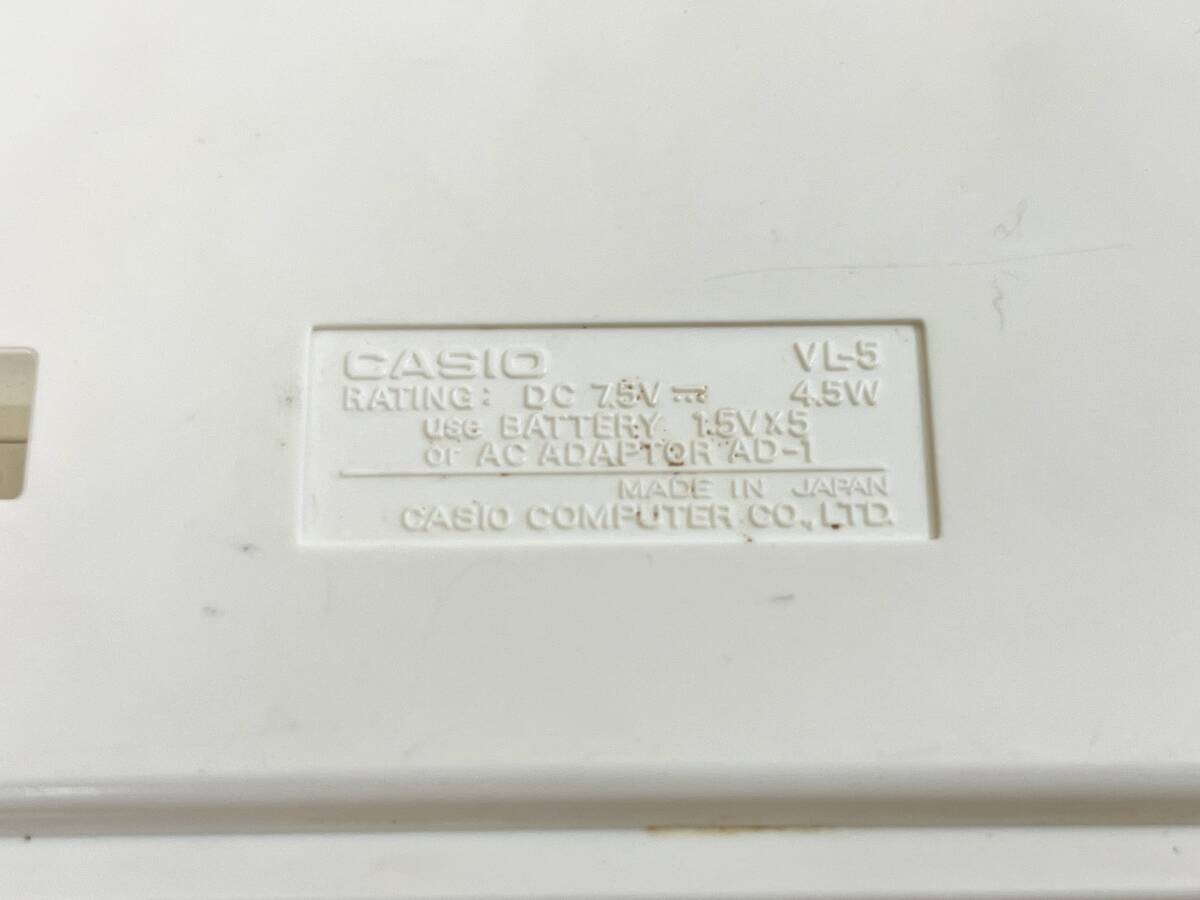 CASIO VL-5
RATING: DC 7.5V ⎓ 4.5W
use BATTERY 1.5V×5
or AC ADAPTOR AD-1
MADE IN JAPAN
CASIO COMPUTER CO., LTD.